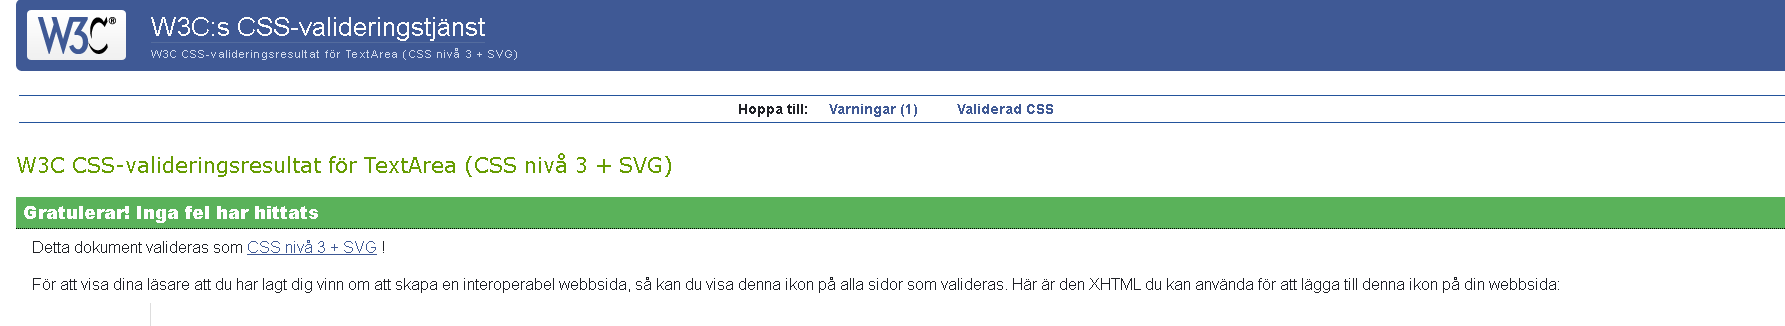 W3C® W3C:s CSS-valideringstjänst
W3C CSS-valideringsresultat för TextArea (CSS nivå 3 + SVG)
Hoppa till: Varningar (1) Validerad CSS
W3C CSS-valideringsresultat för TextArea (CSS nivå 3 + SVG)
Gratulerar! Inga fel har hittats
Detta dokument valideras som CSS nivå 3 + SVG !
För att visa dina läsare att du har lagt dig vinn om att skapa en interoperabel webbsida, så kan du visa denna ikon på alla sidor som valideras. Här är den XHTML du kan använda för att lägga till denna ikon på din webbsida: